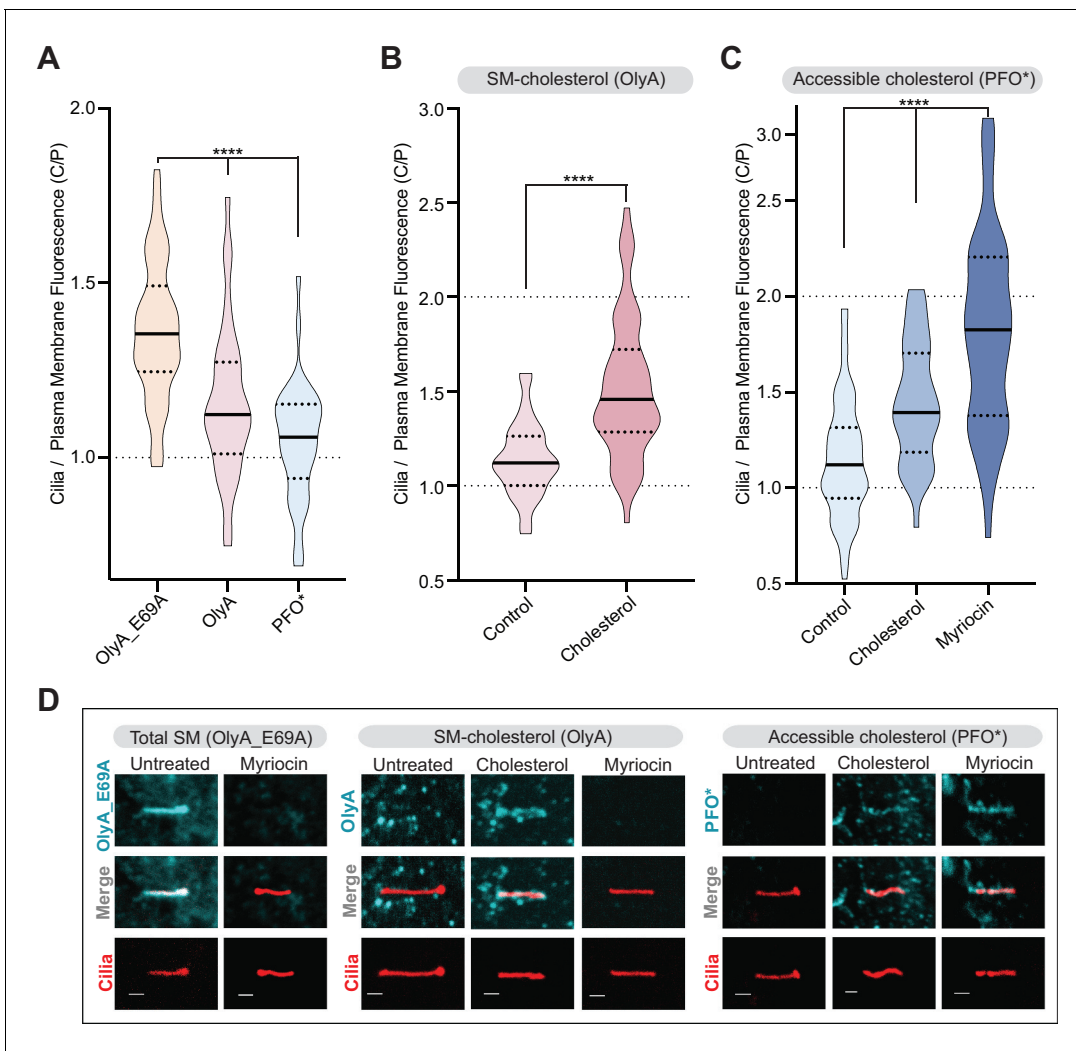 A
2.0
1.5
1.0
Cilia / Plasma Membrane Fluorescence (C/P)
****
OlyA_E69A
OlyA
PFO*
B
SM-cholesterol (OlyA)
3.0
2.5
2.0
1.5
1.0
0.5
Cilia / Plasma Membrane Fluorescence (C/P)
****
Control
Cholesterol
C
Accessible cholesterol (PFO*)
3.0
2.5
2.0
1.5
1.0
0.5
Cilia / Plasma Membrane Fluorescence (C/P)
****
Control
Cholesterol
Myriocin
D
Total SM (OlyA_E69A)
Untreated Myriocin
OlyA_E69A
Merge
Cilia
SM-cholesterol (OlyA)
Untreated Cholesterol Myriocin
OlyA
Merge
Cilia
Accessible cholesterol (PFO*)
Untreated Cholesterol Myriocin
PFO*
Merge
Cilia